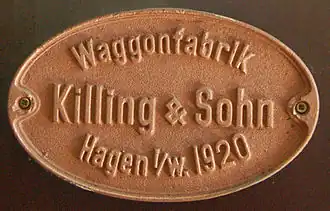 Waggonfabrik
Killing & Sohn
Hagen i/w. 1920